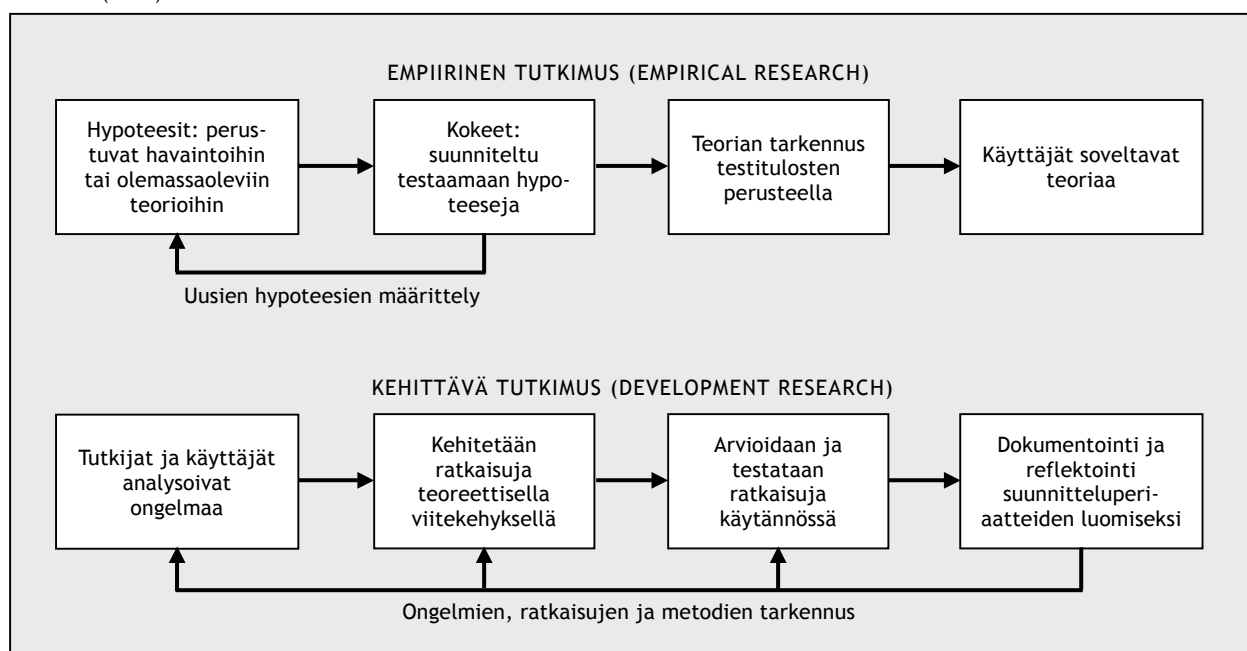 EMPIIRINEN TUTKIMUS (EMPIRICAL RESEARCH)
Hypoteesit: perus-
tuvat havaintoihin
tai olemassaoleviin
teorioihin
Kokeet:
suunniteltu
testaamaan hypo-
teeseja
Teorian tarkennus
testitulosten
perusteella
Käyttäjät soveltavat
teoriaa
Uusien hypoteesien määrittely
KEHITTÄVÄ TUTKIMUS (DEVELOPMENT RESEARCH)
Tutkijat ja käyttäjät
analysoivat
ongelmaa
Kehitetään
ratkaisuja
teoreettisella
viitekehyksellä
Arvioidaan ja
testataan
ratkaisuja
käytännössä
Dokumentointi ja
reflektointi
suunnitteluperi-
aatteiden luomiseksi
Ongelmien, ratkaisujen ja metodien tarkennus